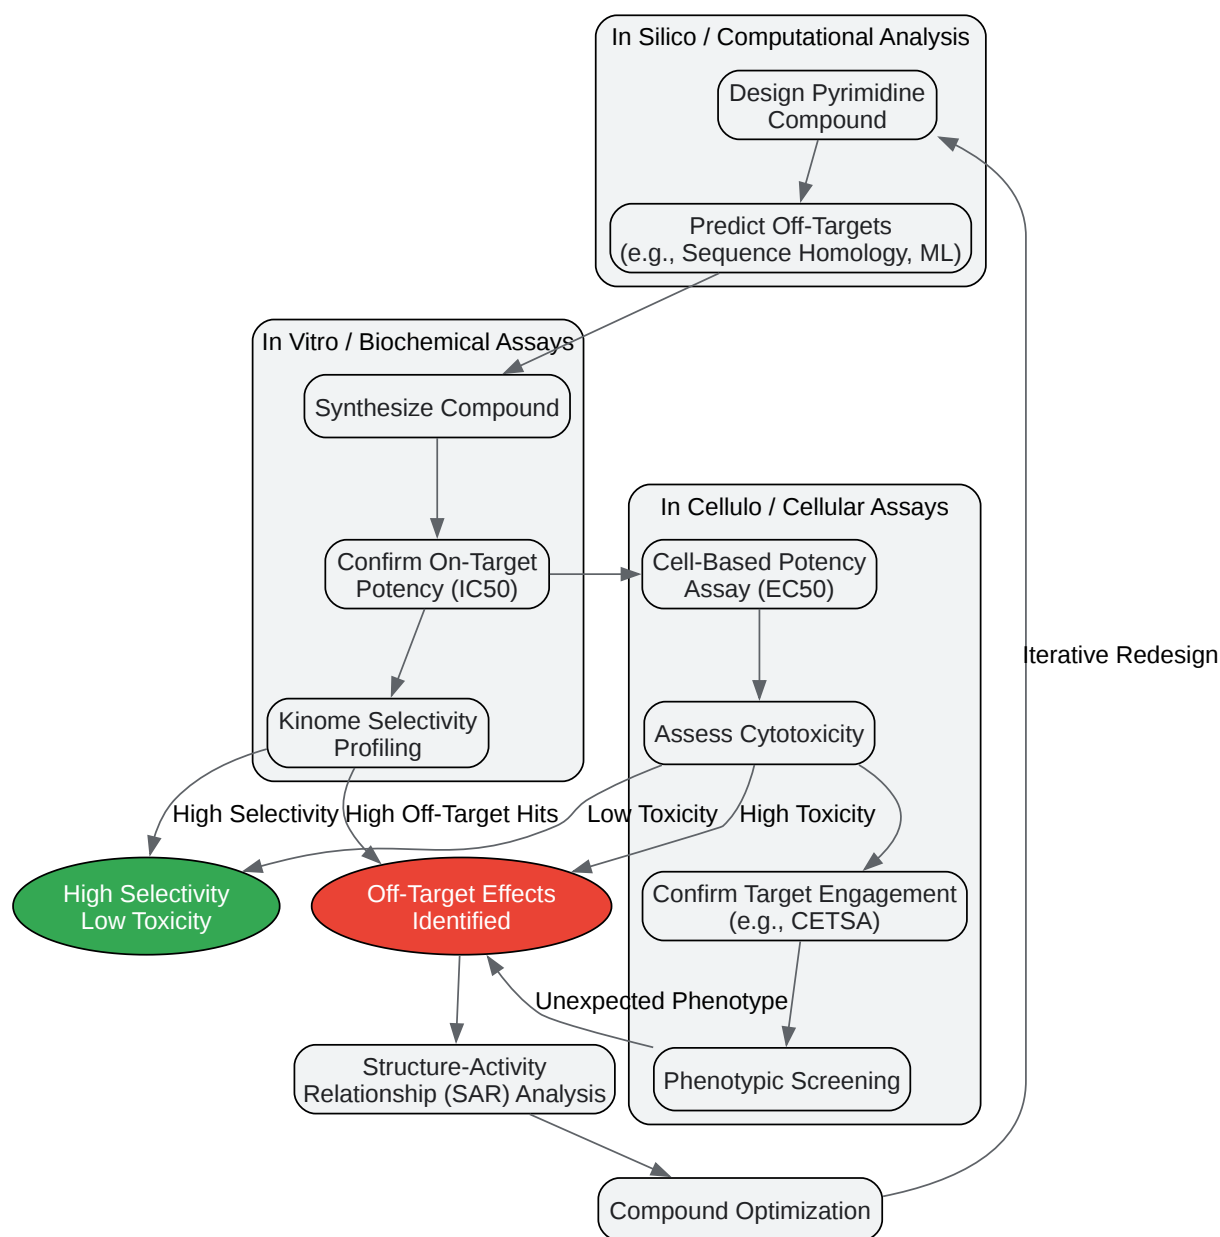 In Silico / Computational Analysis
Design Pyrimidine
Compound
Predict Off-Targets
(e.g., Sequence Homology, ML)
In Vitro / Biochemical Assays
Synthesize Compound
In Cellulo / Cellular Assays
Confirm On-Target
Potency (IC50)
Cell-Based Potency
Assay (EC50)
Iterative Redesign
Kinome Selectivity
Profiling
Assess Cytotoxicity
High Selectivity
High Off-Target Hits
Low Toxicity
High Toxicity
High Selectivity
Low Toxicity
Off-Target Effects
Identified
Confirm Target Engagement
(e.g., CETSA)
Unexpected Phenotype
Structure-Activity
Relationship (SAR) Analysis
Phenotypic Screening
Compound Optimization